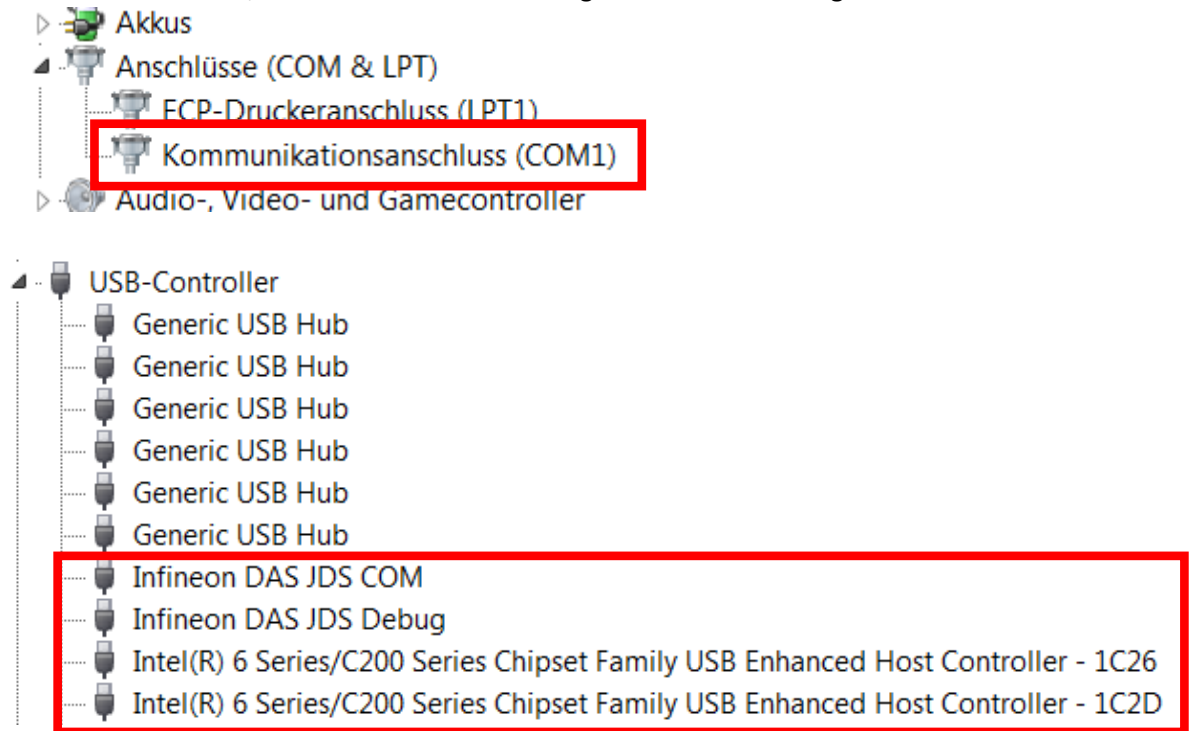 Akkus
Anschlüsse (COM & LPT)
ECP-Druckeranschluss (LPT1)
Kommunikationsanschluss (COM1)
Audio-, Video- und Gamecontroller
USB-Controller
Generic USB Hub
Generic USB Hub
Generic USB Hub
Generic USB Hub
Generic USB Hub
Generic USB Hub
Infineon DAS JDS COM
Infineon DAS JDS Debug
Intel(R) 6 Series/C200 Series Chipset Family USB Enhanced Host Controller - 1C26
Intel(R) 6 Series/C200 Series Chipset Family USB Enhanced Host Controller - 1C2D